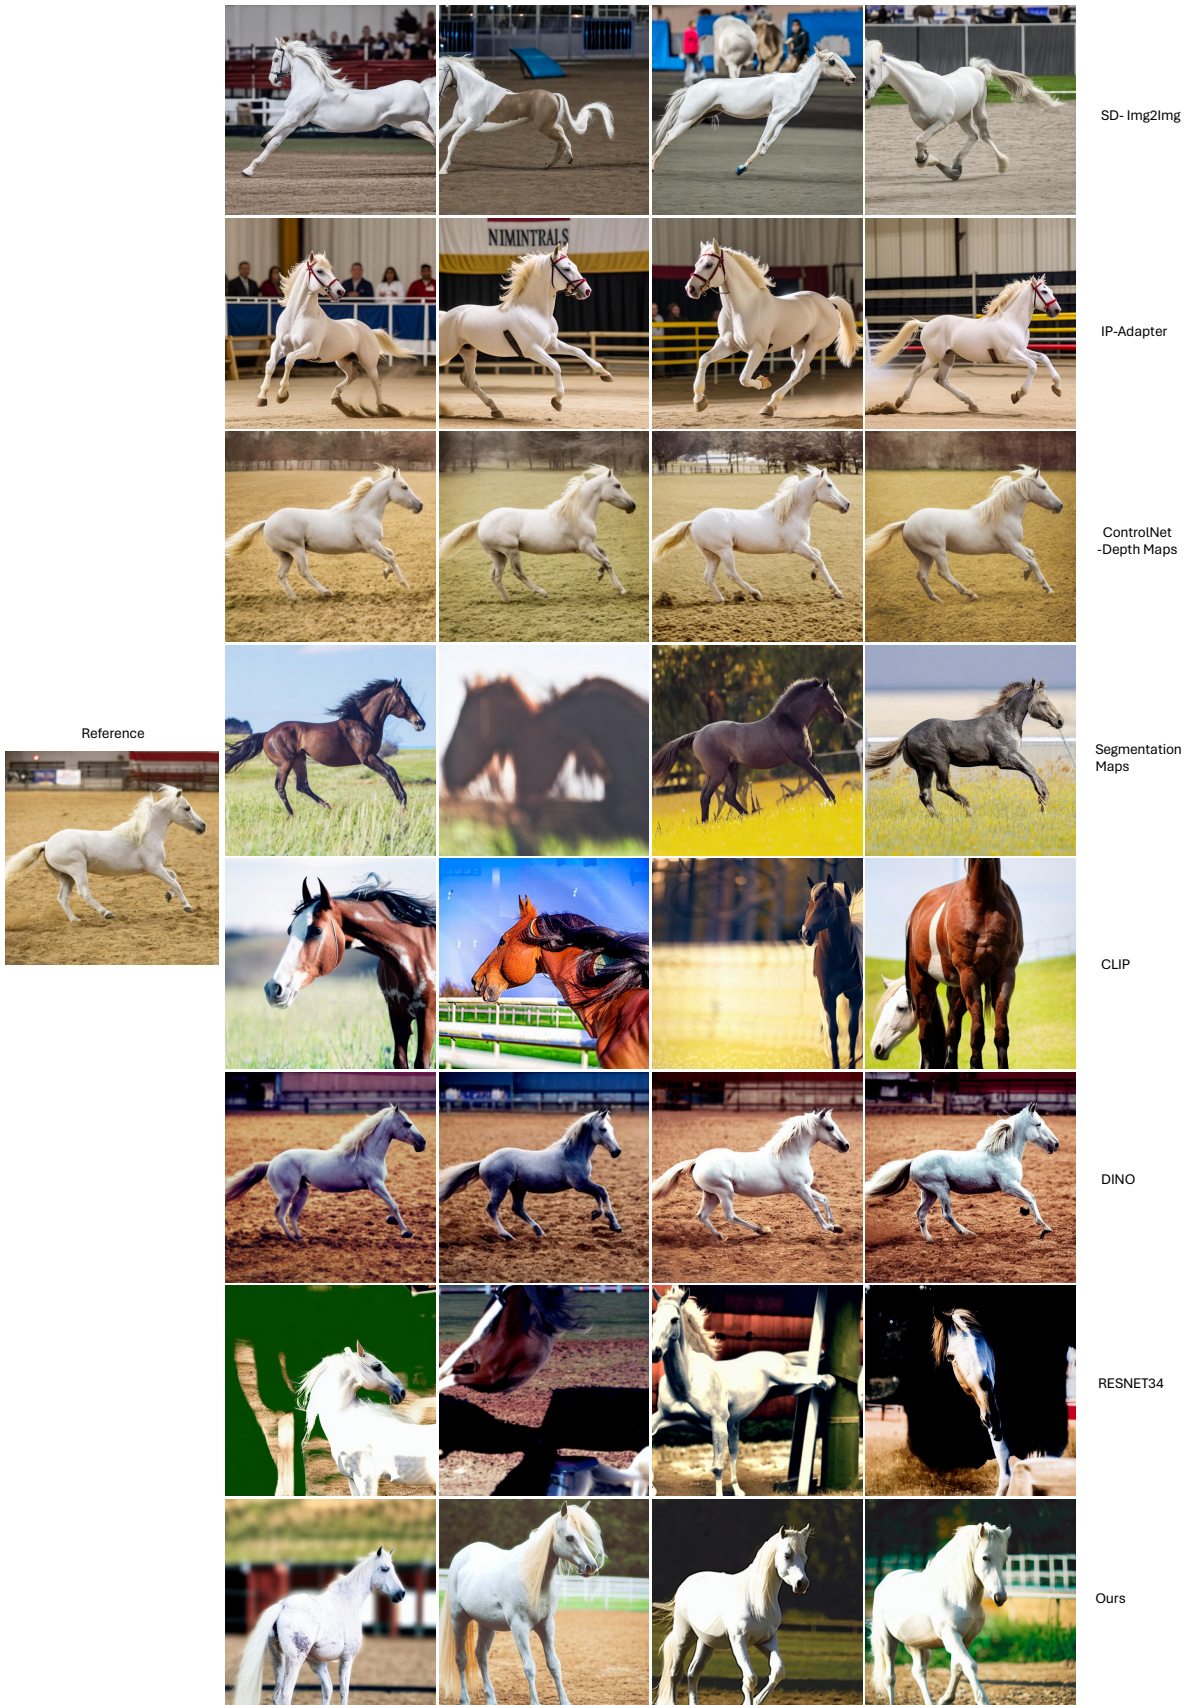 SD- Img2Img
NIMINTRALS
IP-Adapter
ControlNet
-Depth Maps
Reference
Segmentation
Maps
CLIP
DINO
RESNET34
Ours